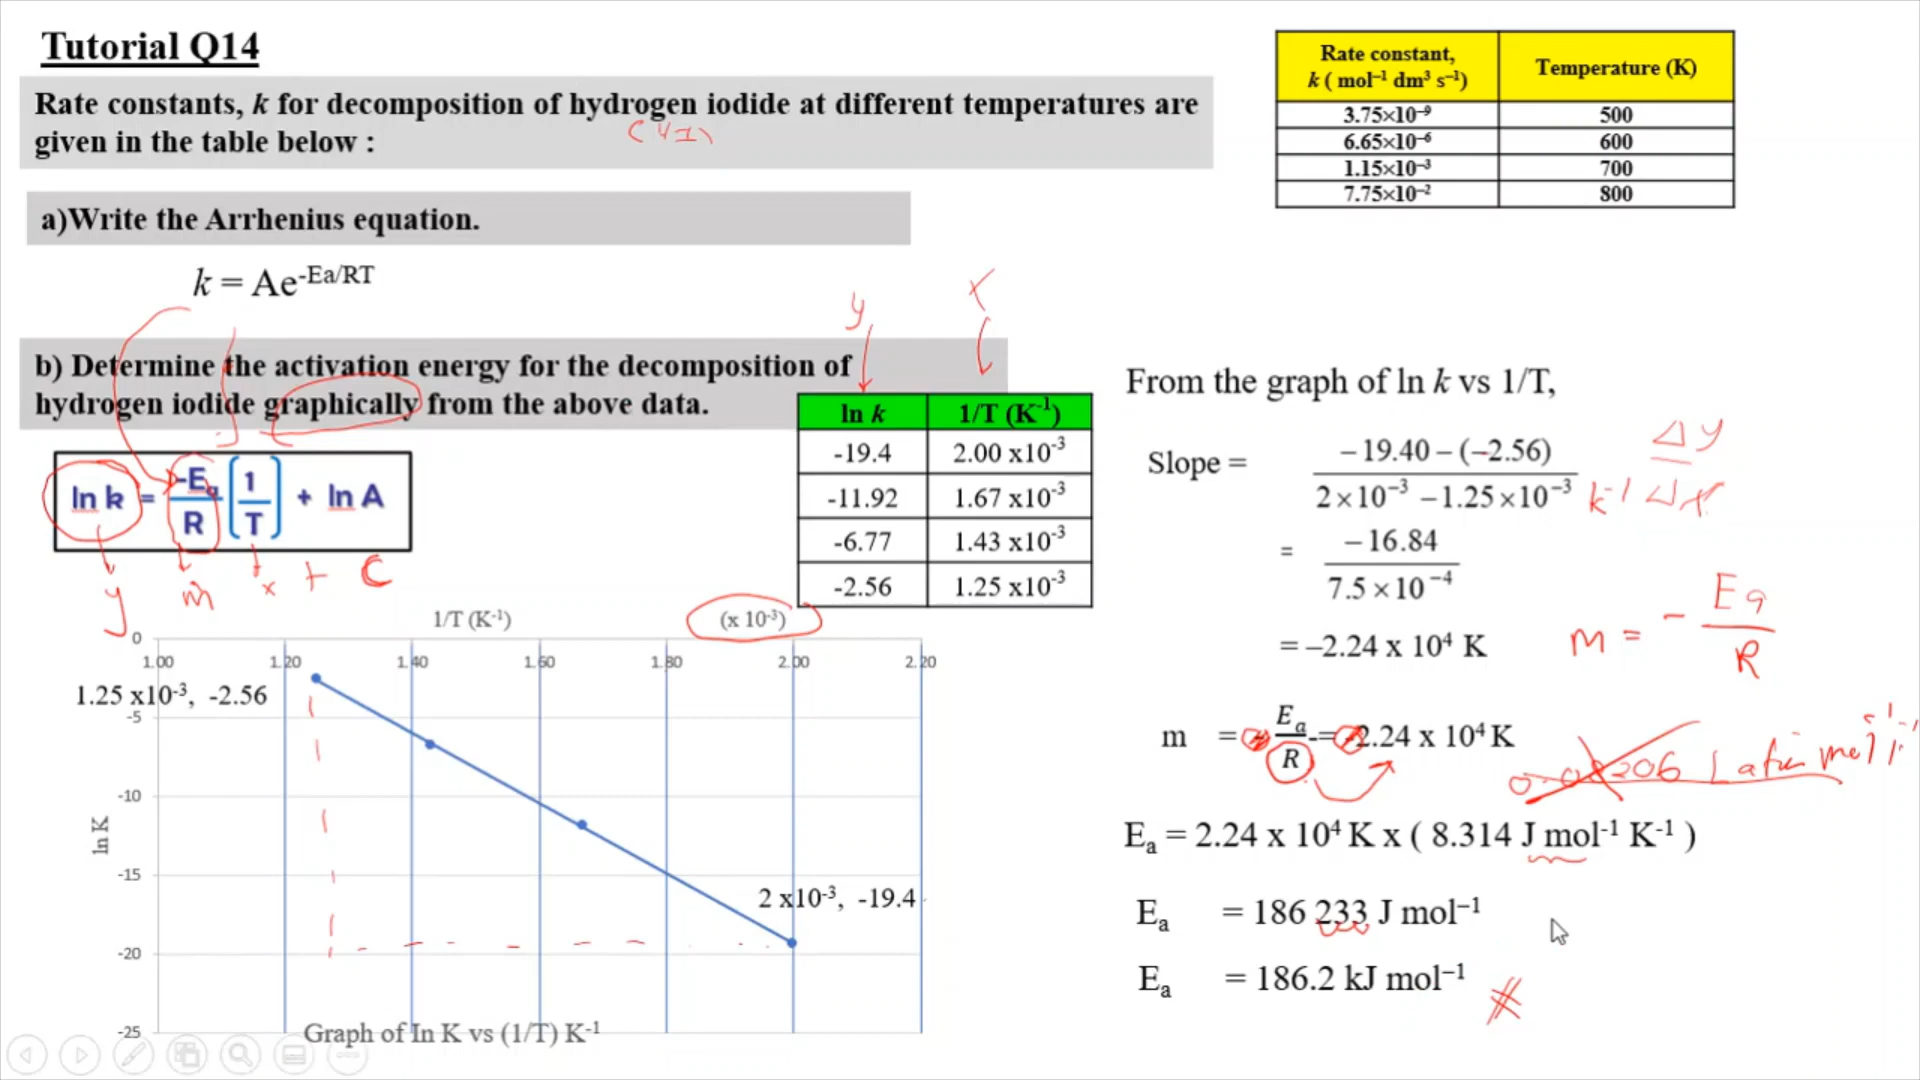 Tutorial Q14
Rate constants, k for decomposition of hydrogen iodide at different temperatures are
given in the table below :
(HI)
Rate constant, k ( mol⁻¹ dm³ s⁻¹) Temperature (K)
3.75×10⁻⁹ 500
6.65×10⁻⁶ 600
1.15×10⁻³ 700
7.75×10⁻² 800
a)Write the Arrhenius equation.
k = Ae^-Ea/RT
b) Determine the activation energy for the decomposition of
hydrogen iodide graphically from the above data.
y x
ln k 1/T (K⁻¹)
-19.4 2.00 x10⁻³
-11.92 1.67 x10⁻³
-6.77 1.43 x10⁻³
-2.56 1.25 x10⁻³
ln k = -Eₐ/R (1/T) + ln A
y m x + C
1/T (K⁻¹) (x 10⁻³)
1.00 1.20 1.40 1.60 1.80 2.00 2.20
0
-5
-10
-15
-20
-25
ln K
1.25 x10⁻³, -2.56
2 x10⁻³, -19.4
Graph of In K vs (1/T) K⁻¹
From the graph of ln k vs 1/T,
Slope = −19.40 − (−2.56) / 2×10⁻³ − 1.25×10⁻³
Δy
k⁻¹ Δx
= −16.84 / 7.5×10⁻⁴
= −2.24 x 10⁴ K
m = - Ea/R
m = - Eₐ/R = -2.24 x 10⁴ K
Eₐ = 2.24 x 10⁴ K x ( 8.314 J mol⁻¹ K⁻¹ )
Eₐ = 186 233 J mol⁻¹
Eₐ = 186.2 kJ mol⁻¹